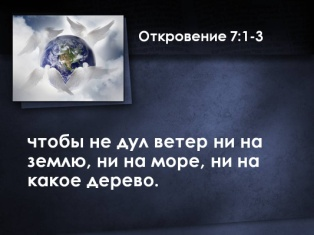 Откровение 7:1-3
чтобы не дул ветер ни на
землю, ни на море, ни на
какое дерево.